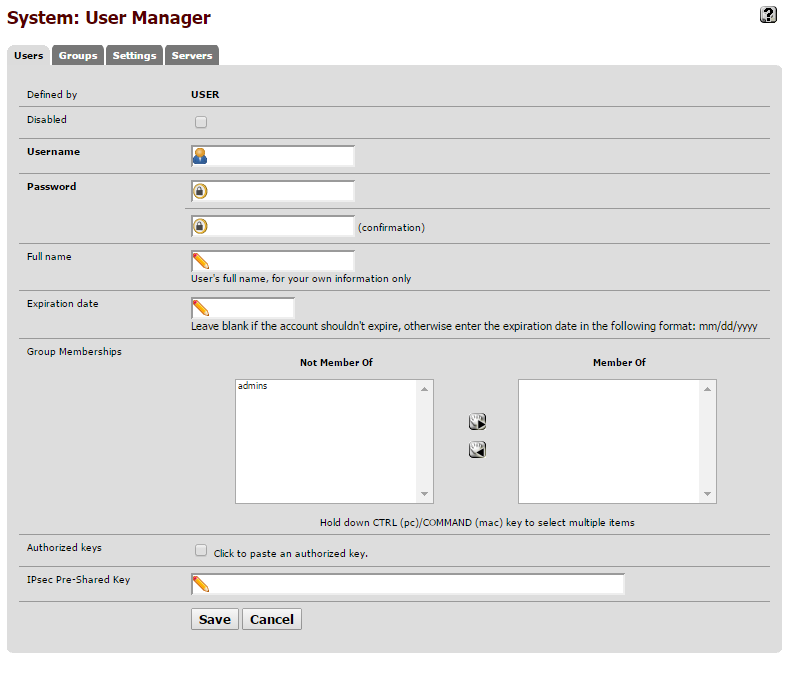 System: User Manager
?
Users Groups Settings Servers
Defined by USER
Disabled
Username
Password
(confirmation)
Full name
User's full name, for your own information only
Expiration date
Leave blank if the account shouldn't expire, otherwise enter the expiration date in the following format: mm/dd/yyyy
Group Memberships
Not Member Of Member Of
admins
Hold down CTRL (pc)/COMMAND (mac) key to select multiple items
Authorized keys Click to paste an authorized key.
IPsec Pre-Shared Key
Save Cancel